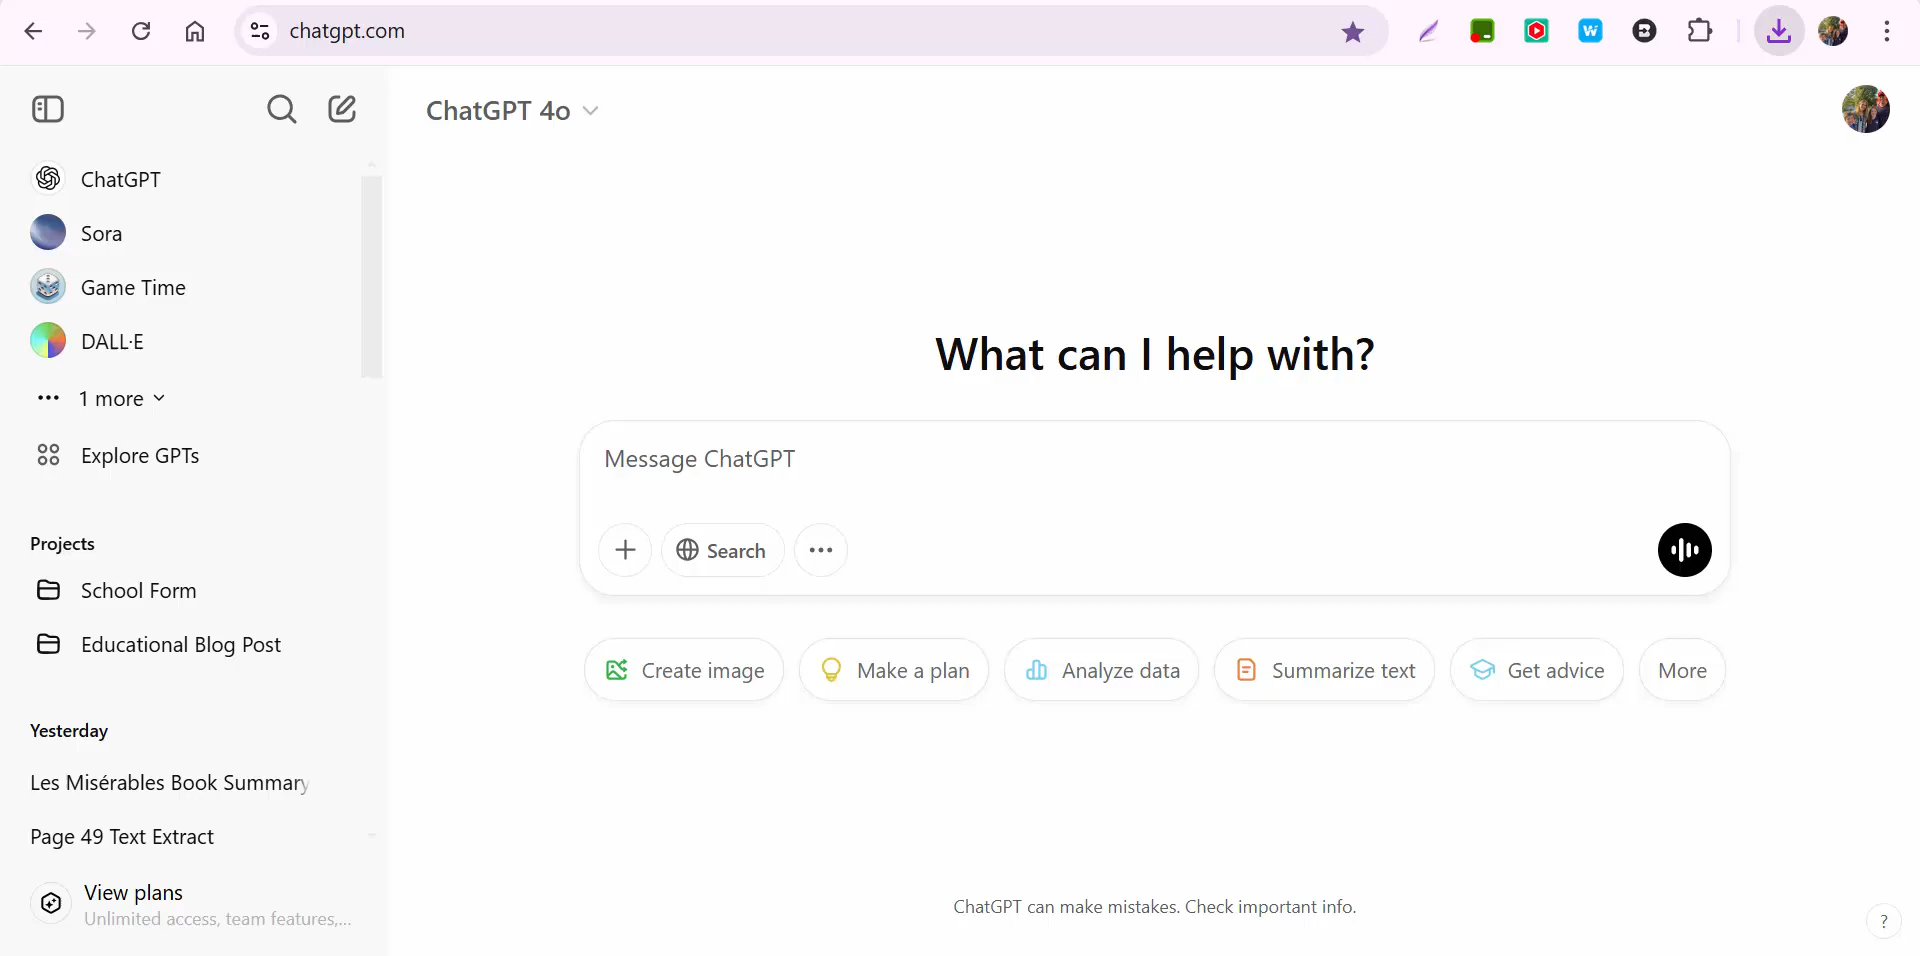 chatgpt.com
ChatGPT 4o
ChatGPT
Sora
Game Time
DALL·E
1 more
Explore GPTs
Projects
School Form
Educational Blog Post
Yesterday
Les Misérables Book Summary
Page 49 Text Extract
View plans
Unlimited access, team features,...
What can I help with?
Message ChatGPT
Search
Create image
Make a plan
Analyze data
Summarize text
Get advice
More
ChatGPT can make mistakes. Check important info.
?